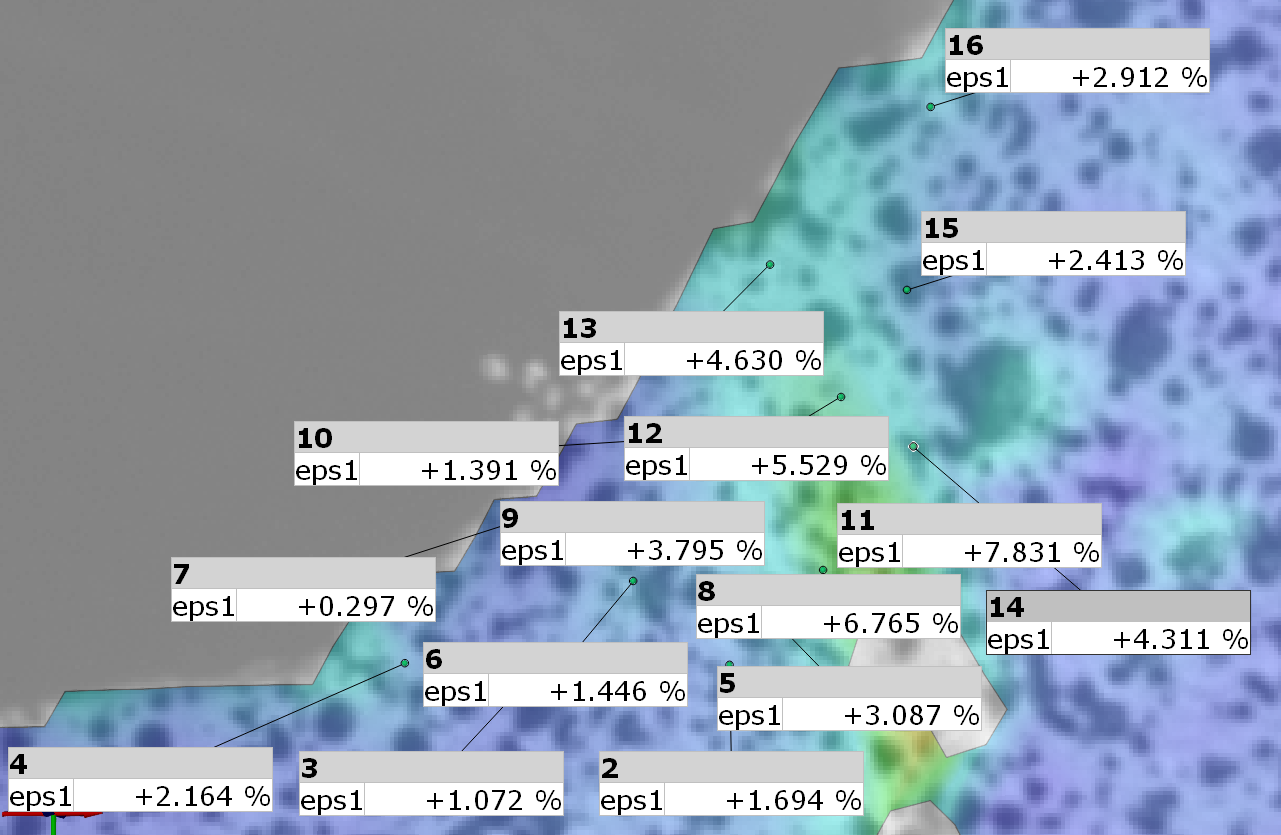 16
eps1 +2.912 %
15
eps1 +2.413 %
13
eps1 +4.630 %
10
eps1 +1.391 %
12
eps1 +5.529 %
9
eps1 +3.795 %
11
eps1 +7.831 %
7
eps1 +0.297 %
8
eps1 +6.765 %
14
eps1 +4.311 %
6
eps1 +1.446 %
5
eps1 +3.087 %
4
eps1 +2.164 %
3
eps1 +1.072 %
2
eps1 +1.694 %